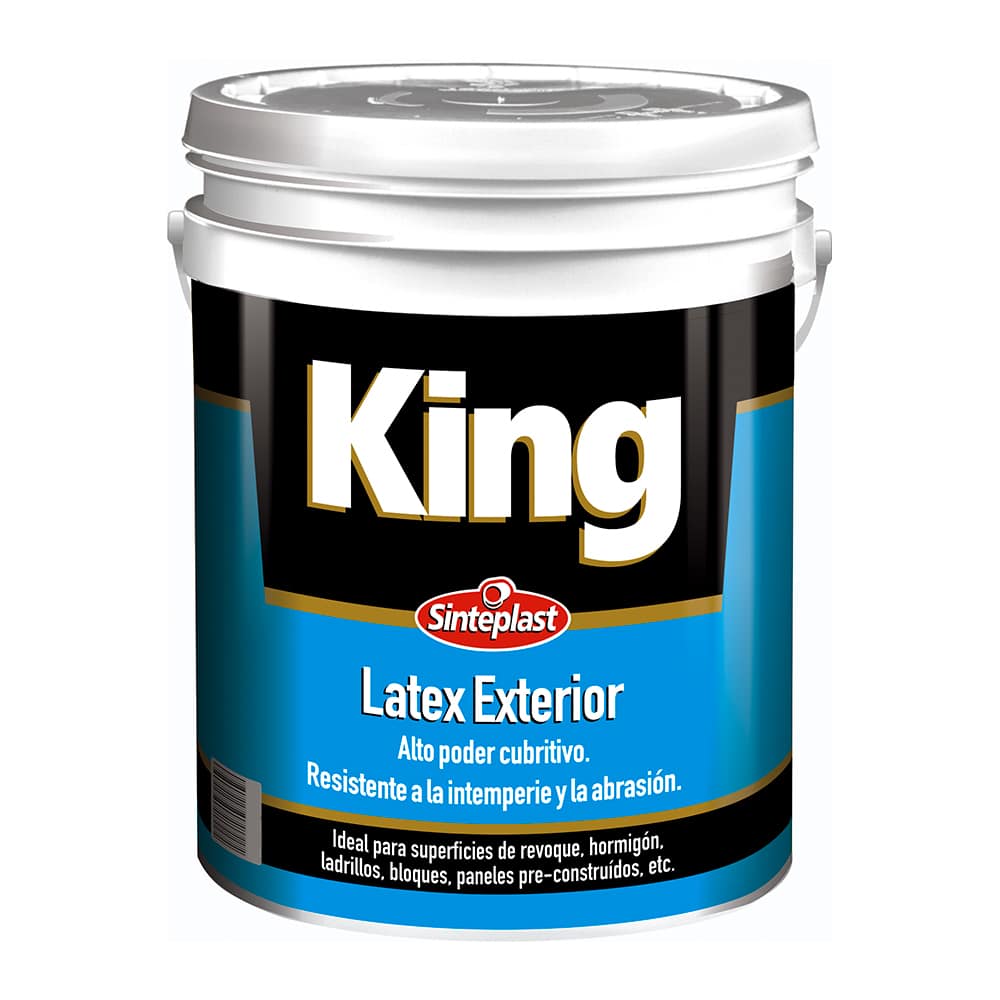 King
Sinteplast
Latex Exterior
Alto poder cubritivo.
Resistente a la intemperie y la abrasión.
Ideal para superficies de revoque, hormigón,
ladrillos, bloques, paneles pre-construídos, etc.